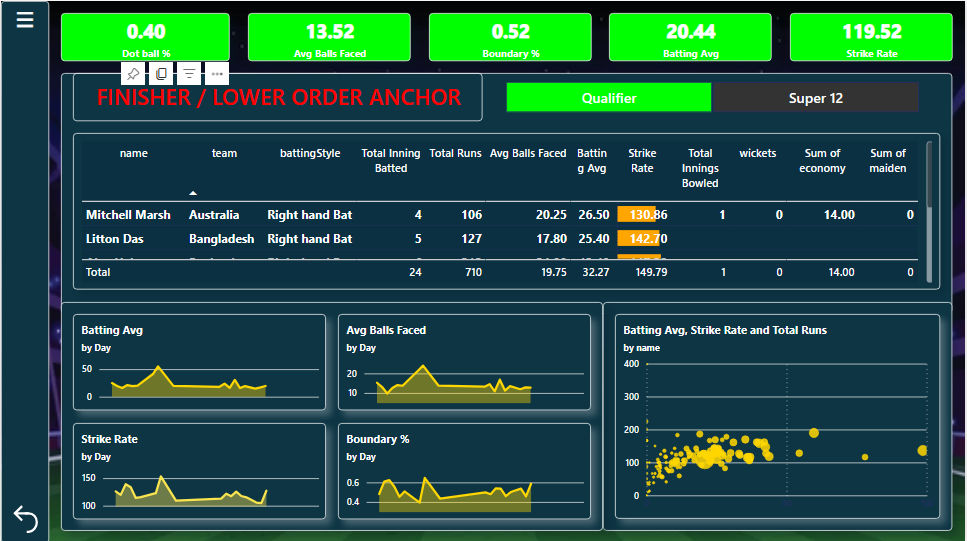 0.40 13.52 0.52 20.44 119.52
Dot ball % Avg Balls Faced Boundary % Batting Avg Strike Rate
FINISHER / LOWER ORDER ANCHOR
Qualifier Super 12
name team battingStyle Total Inning Total Runs Avg Balls Faced Battin Strike Total wickets Sum of Sum of
Batted g Avg Rate Innings economy maiden
Bowled
Mitchell Marsh Australia Right hand Bat 4 106 20.25 26.50 130.86 1 0 14.00 0
Litton Das Bangladesh Right hand Bat 5 127 17.80 25.40 142.70
Total 24 710 19.75 32.27 149.79 1 0 14.00 0
Batting Avg
by Day
50
0
Avg Balls Faced
by Day
20
10
Strike Rate
by Day
150
100
Boundary %
by Day
0.6
0.4
Batting Avg, Strike Rate and Total Runs
by name
400
300
200
100
0